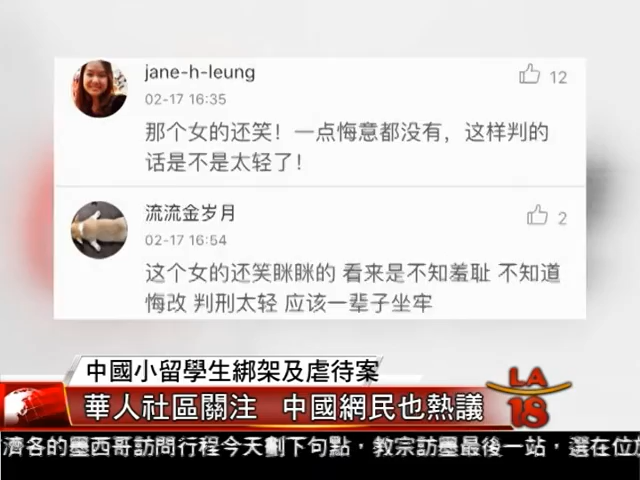 jane-h-leung
12
02-17 16:35
那个女的还笑！一点悔意都没有，这样判的
话是不是太轻了！
流流金岁月
2
02-17 16:54
这个女的还笑眯眯的 看来是不知羞耻 不知道
悔改 判刑太轻 应该一辈子坐牢
中國小留學生綁架及虐待案
華人社區關注 中國網民也熱議
LA
18
濟各的墨西哥訪問行程今天劃下句點，教宗訪墨最後一站，選在位於